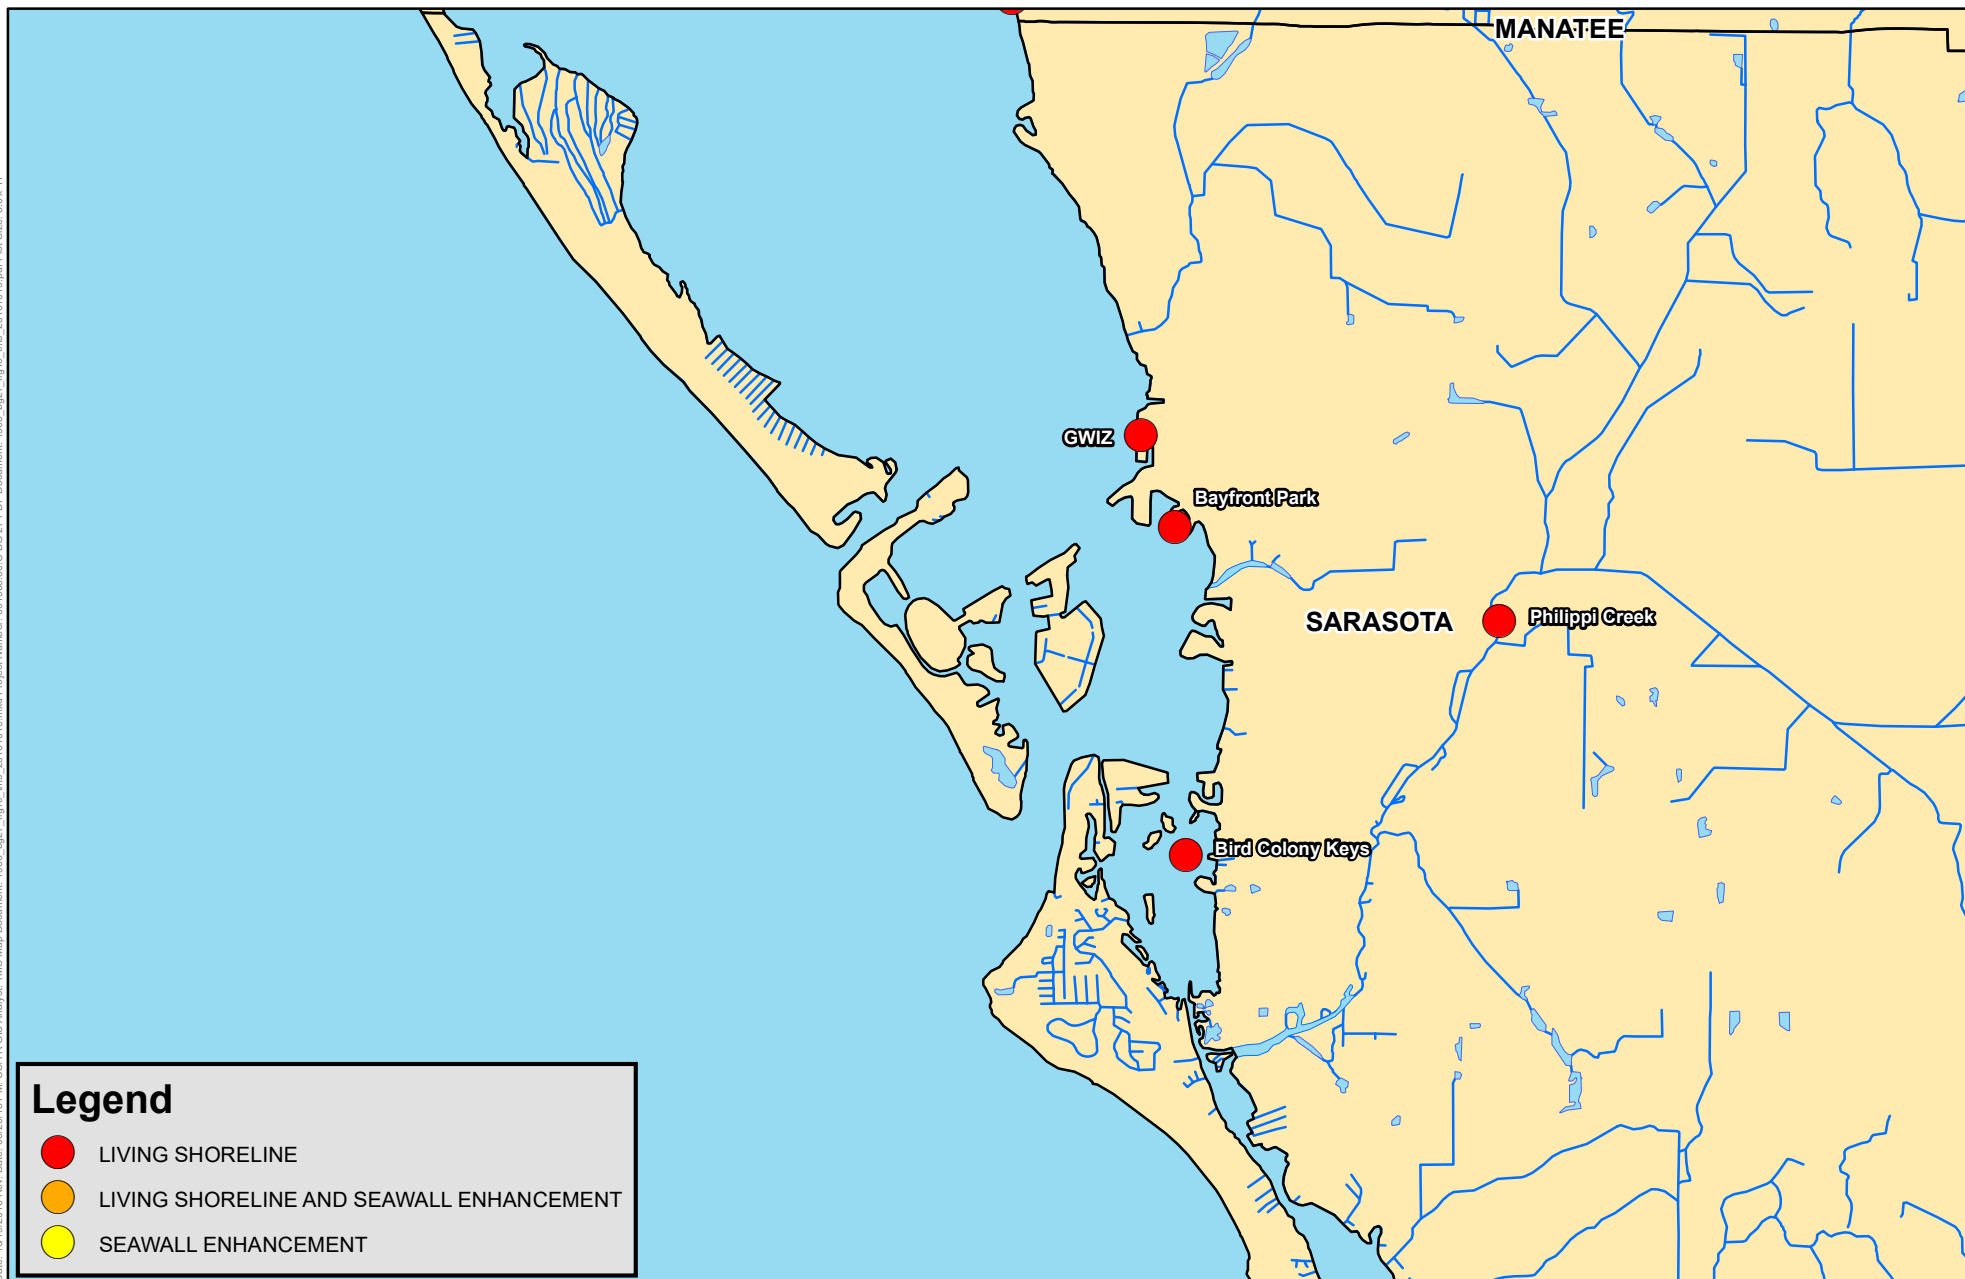 MANATEE
GWIZ
Bayfront Park
SARASOTA
Philippi Creek
Bird Colony Keys
Legend
LIVING SHORELINE
LIVING SHORELINE AND SEAWALL ENHANCEMENT
SEAWALL ENHANCEMENT